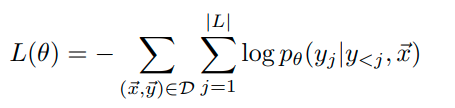 L(θ) = − ∑_{(x⃗,y⃗)∈𝒟} ∑_{j=1}^{|L|} log p_θ(y_j|y_{<j}, x⃗)